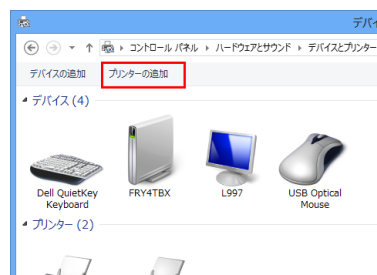 デバイ
コントロール パネル ▸ ハードウェアとサウンド ▸ デバイスとプリンター
デバイスの追加 プリンターの追加
デバイス (4)
Dell QuietKey Keyboard
FRY4TBX
L997
USB Optical Mouse
プリンター (2)